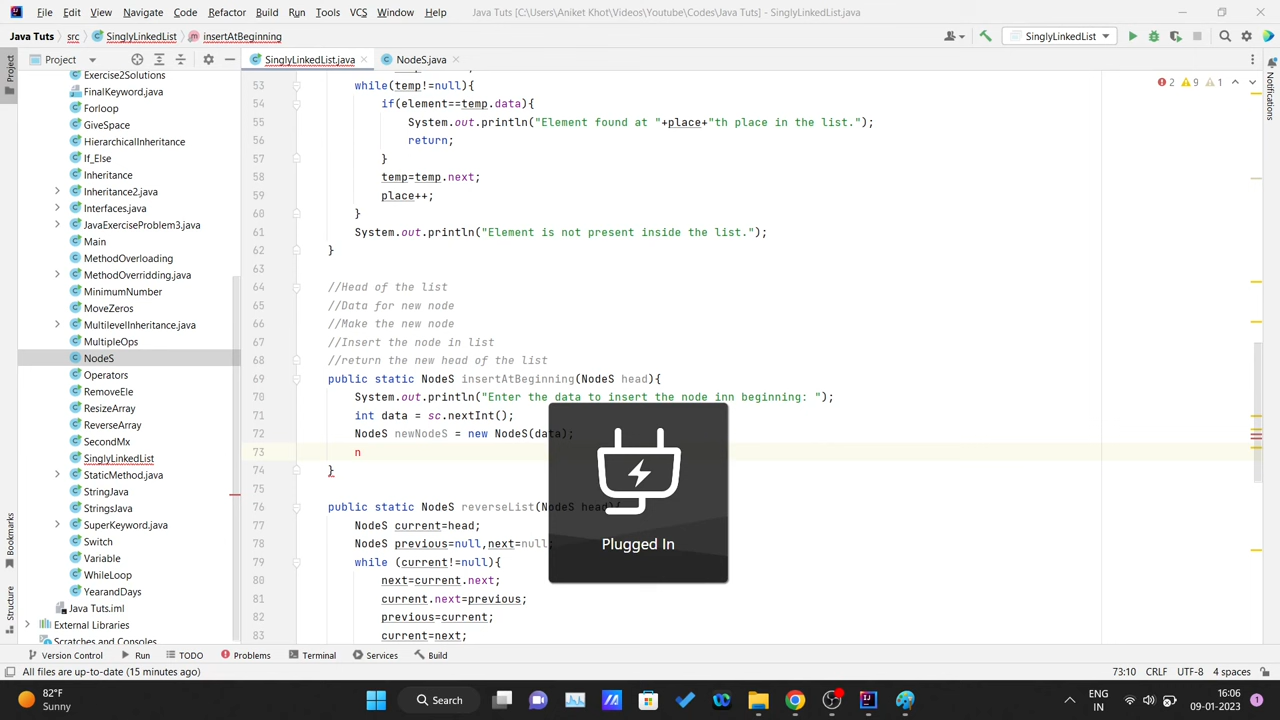 File Edit View Navigate Code Refactor Build Run Tools VCS Window Help Java Tuts [C:\Users\Aniket Khot\Videos\Youtube\Codes\Java Tuts] - SinglyLinkedList.java
Java Tuts src SinglyLinkedList insertAtBeginning SinglyLinkedList
Project SinglyLinkedList.java NodeS.java
Project
Notifications
Bookmarks
Structure
Exercise2Solutions
FinalKeyword.java
Forloop
GiveSpace
HierarchicalInheritance
If_Else
Inheritance
Inheritance2.java
Interfaces.java
JavaExerciseProblem3.java
Main
MethodOverloading
MethodOverridding.java
MinimumNumber
MoveZeros
MultilevelInheritance.java
MultipleOps
NodeS
Operators
RemoveEle
ResizeArray
ReverseArray
SecondMx
SinglyLinkedList
StaticMethod.java
StringJava
StringsJava
SuperKeyword.java
Switch
Variable
WhileLoop
YearandDays
Java Tuts.iml
External Libraries
Scratches and Consoles
2 9 1
53 while(temp!=null){
54 if(element==temp.data){
55 System.out.println("Element found at "+place+"th place in the list.");
56 return;
57 }
58 temp=temp.next;
59 place++;
60 }
61 System.out.println("Element is not present inside the list.");
62 }
63
64 //Head of the list
65 //Data for new node
66 //Make the new node
67 //Insert the node in list
68 //return the new head of the list
69 public static NodeS insertAtBeginning(NodeS head){
70 System.out.println("Enter the data to insert the node inn beginning: ");
71 int data = sc.nextInt();
72 NodeS newNodeS = new NodeS(data);
73 n
74 }
75
76 public static NodeS reverseList(NodeS head){
77 NodeS current=head;
78 NodeS previous=null,next=null;
79 while (current!=null){
80 next=current.next;
81 current.next=previous;
82 previous=current;
83 current=next;
Plugged In
Version Control Run TODO Problems Terminal Services Build
All files are up-to-date (15 minutes ago) 73:10 CRLF UTF-8 4 spaces
82°F
Sunny
Search
ENG
IN
16:06
09-01-2023
1